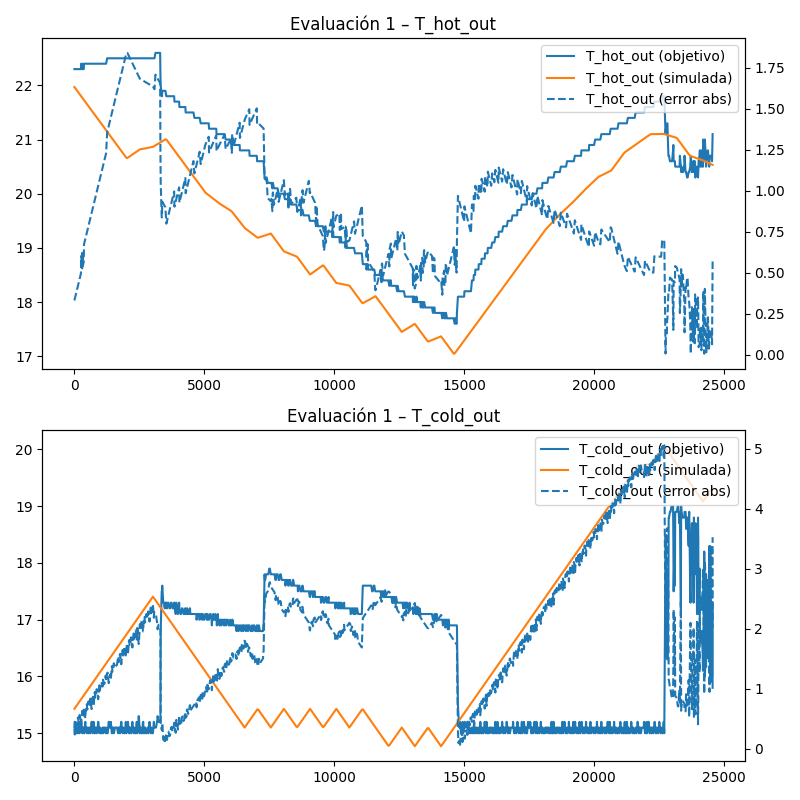 Evaluación 1 – T_hot_out
T_hot_out (objetivo)
T_hot_out (simulada)
T_hot_out (error abs)
22
21
20
19
18
17
1.75
1.50
1.25
1.00
0.75
0.50
0.25
0.00
0 5000 10000 15000 20000 25000
Evaluación 1 – T_cold_out
T_cold_out (objetivo)
T_cold_out (simulada)
T_cold_out (error abs)
20
19
18
17
16
15
5
4
3
2
1
0
0 5000 10000 15000 20000 25000